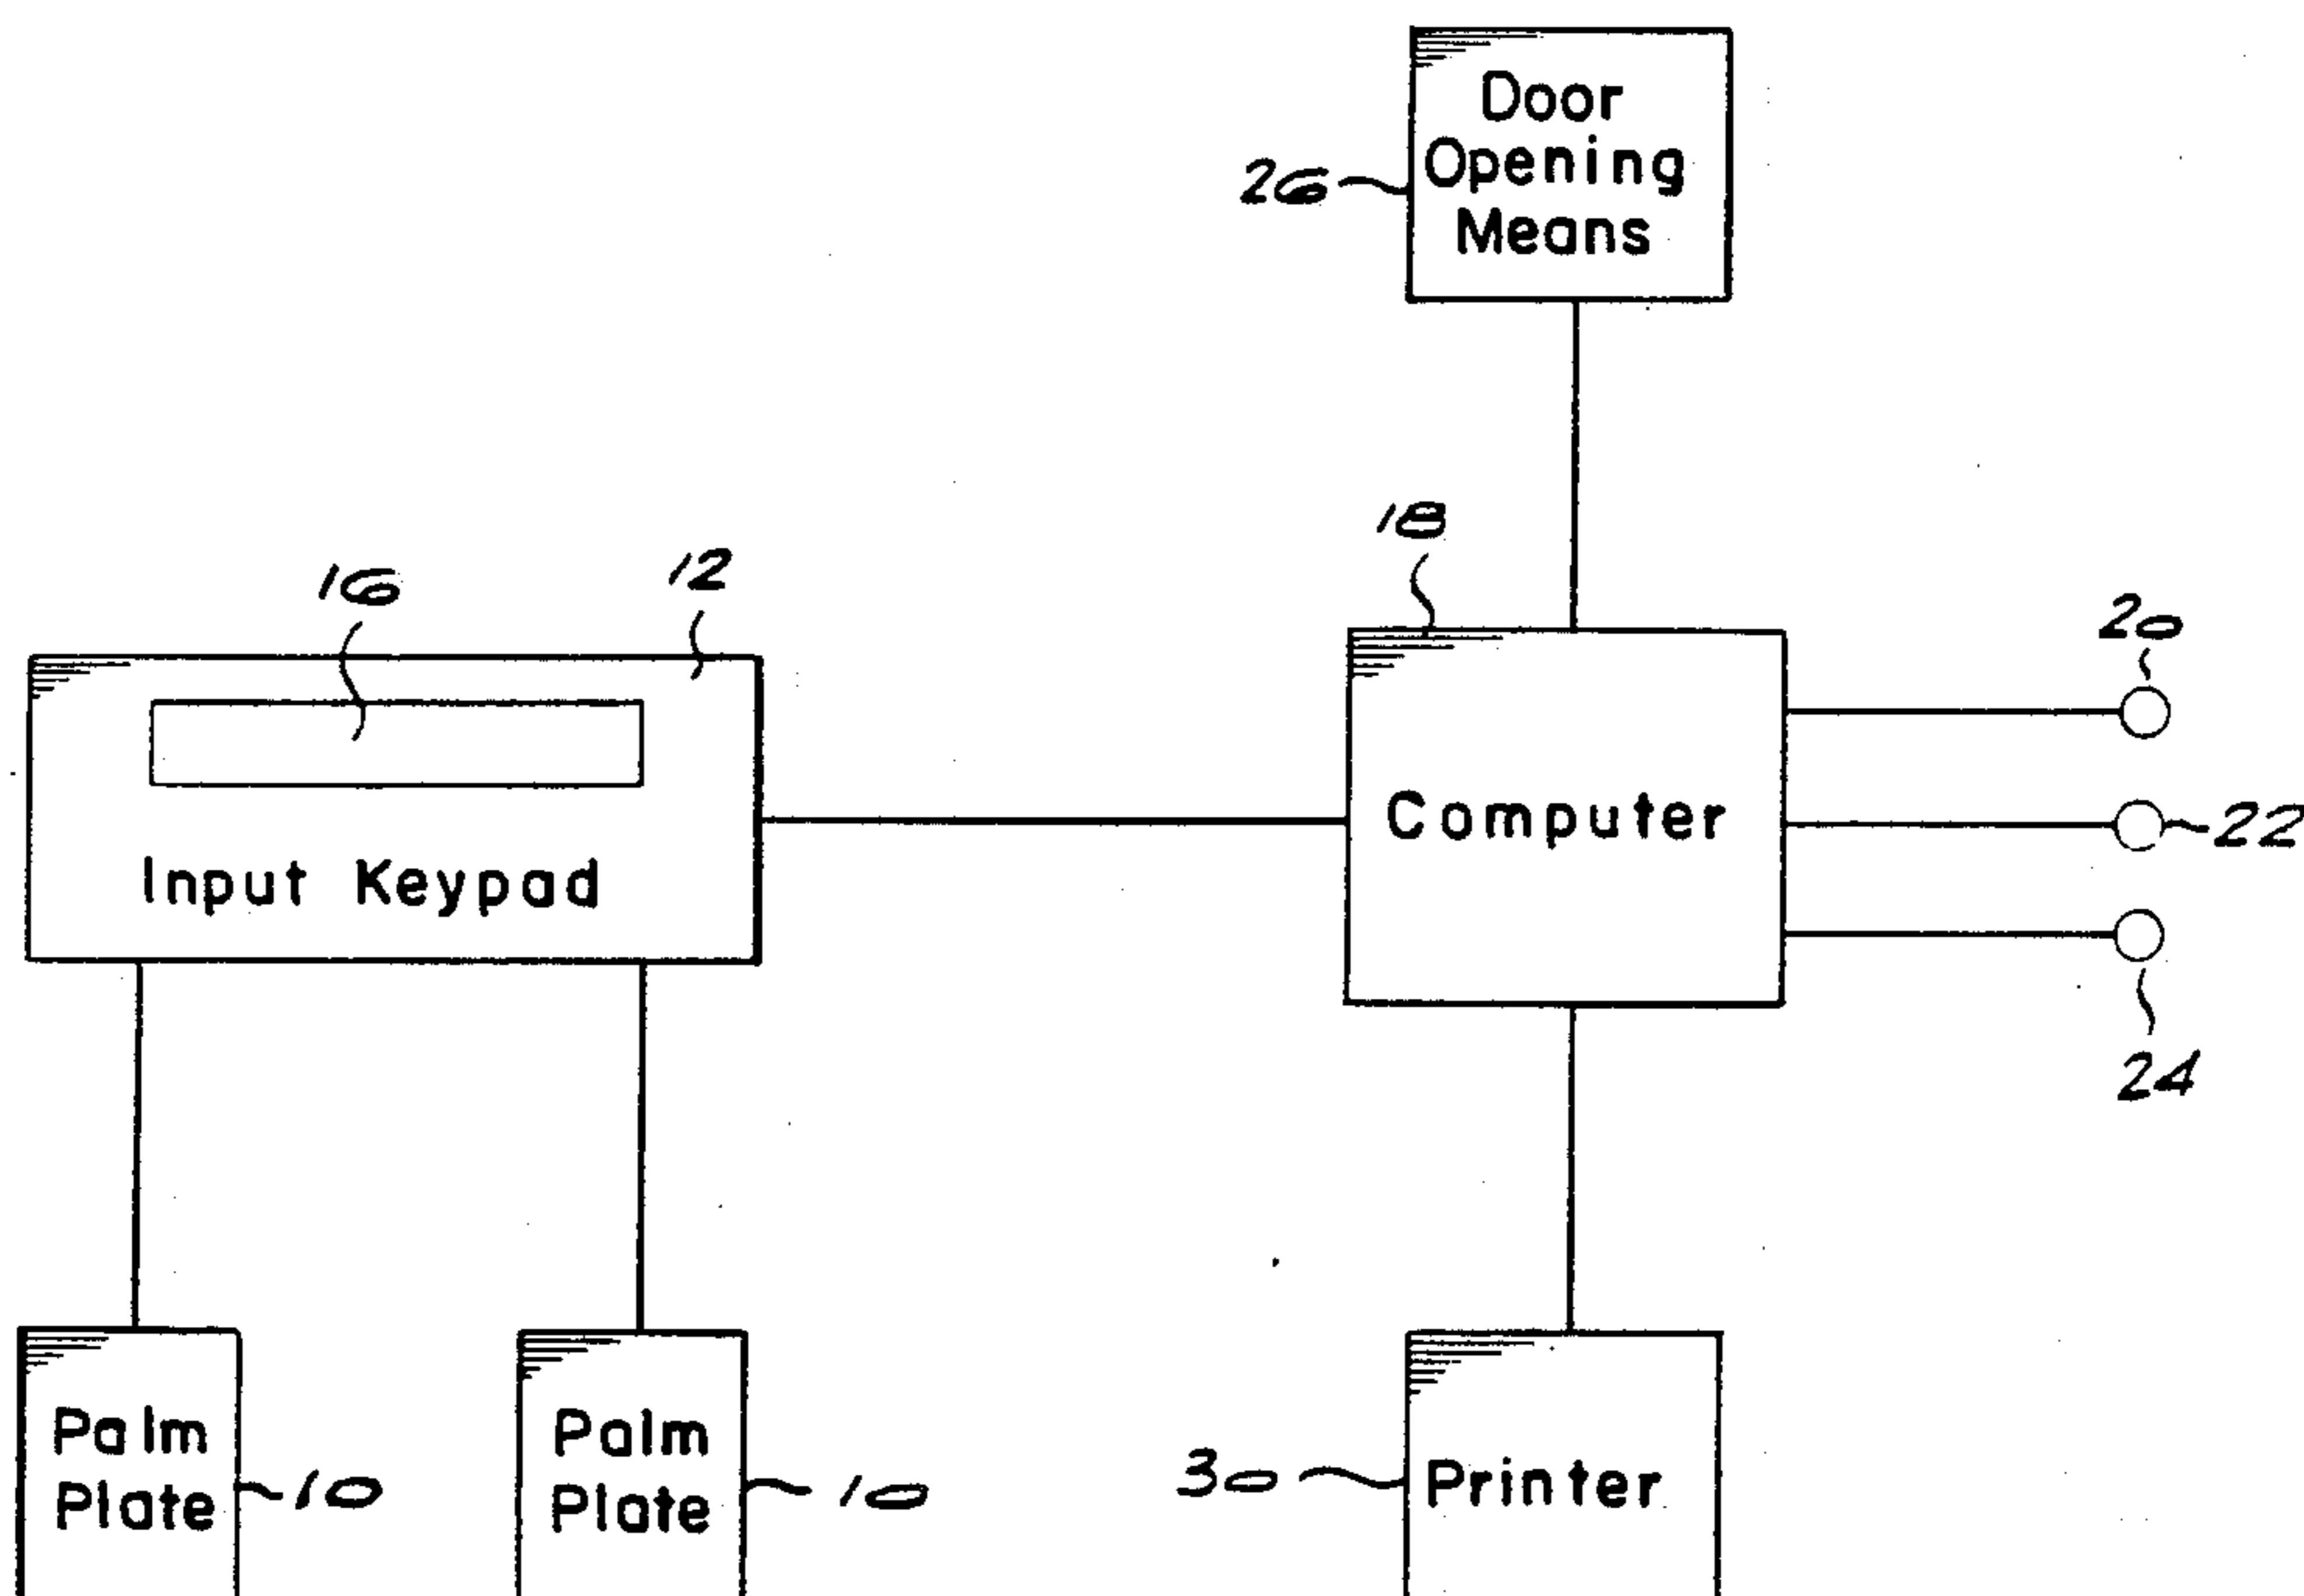 Door
Opening
Means
26
18
16
12
20
Computer
22
Input Keypad
24
Palm
Plate
10
Palm
Plate
10
30
Printer